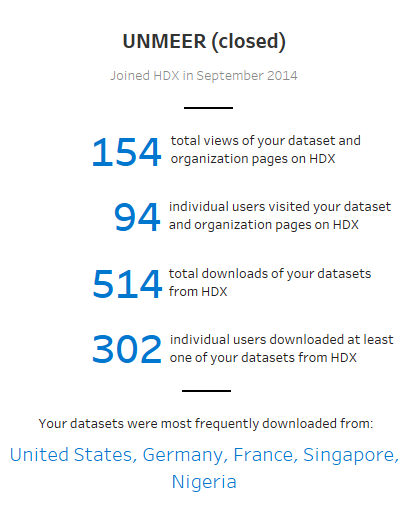 UNMEER (closed)
Joined HDX in September 2014
154 total views of your dataset and
organization pages on HDX
94 individual users visited your dataset
and organization pages on HDX
514 total downloads of your datasets
from HDX
302 individual users downloaded at least
one of your datasets from HDX
Your datasets were most frequently downloaded from:
United States, Germany, France, Singapore,
Nigeria